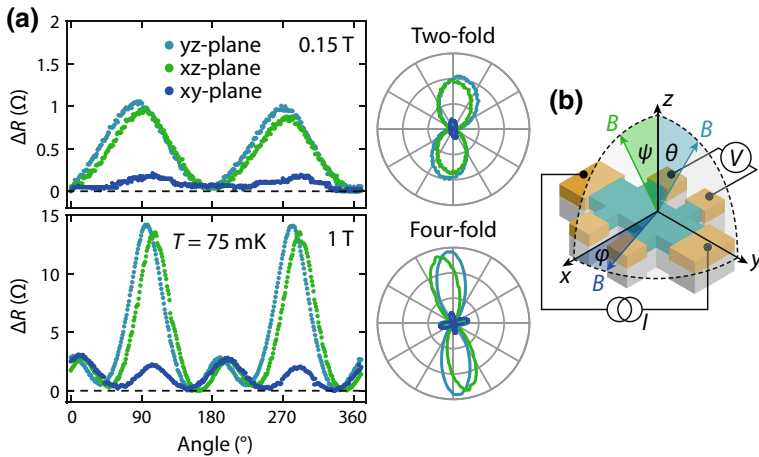 (a)
2
1.5
1
0.5
0
ΔR (Ω)
yz-plane
xz-plane
xy-plane
0.15 T
15
10
5
0
ΔR (Ω)
T = 75 mK
1 T
0 90 180 270 360
Angle (°)
Two-fold
Four-fold
(b)
z
B
ψ
θ
B
V
x
φ
B
y
I